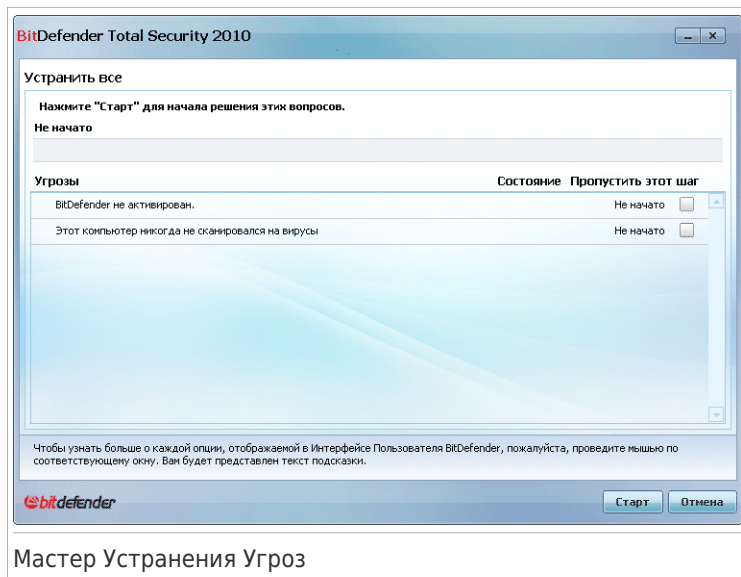 BitDefender Total Security 2010
Устранить все
Нажмите "Старт" для начала решения этих вопросов.
Не начато
Угрозы Состояние Пропустить этот шаг
BitDefender не активирован. Не начато
Этот компьютер никогда не сканировался на вирусы Не начато
Чтобы узнать больше о каждой опции, отображаемой в Интерфейсе Пользователя BitDefender, пожалуйста, проведите мышью по
соответствующему окну. Вам будет представлен текст подсказки.
bitdefender Старт Отмена
Мастер Устранения Угроз